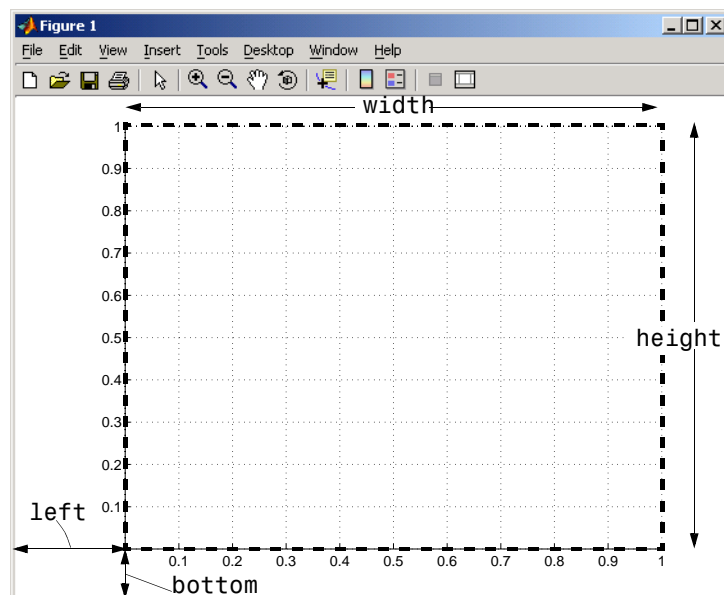 Figure 1
File Edit View Insert Tools Desktop Window Help
width
1
0.9
0.8
0.7
0.6
0.5
height
0.4
0.3
0.2
0.1
left
0.1 0.2 0.3 0.4 0.5 0.6 0.7 0.8 0.9 1
bottom